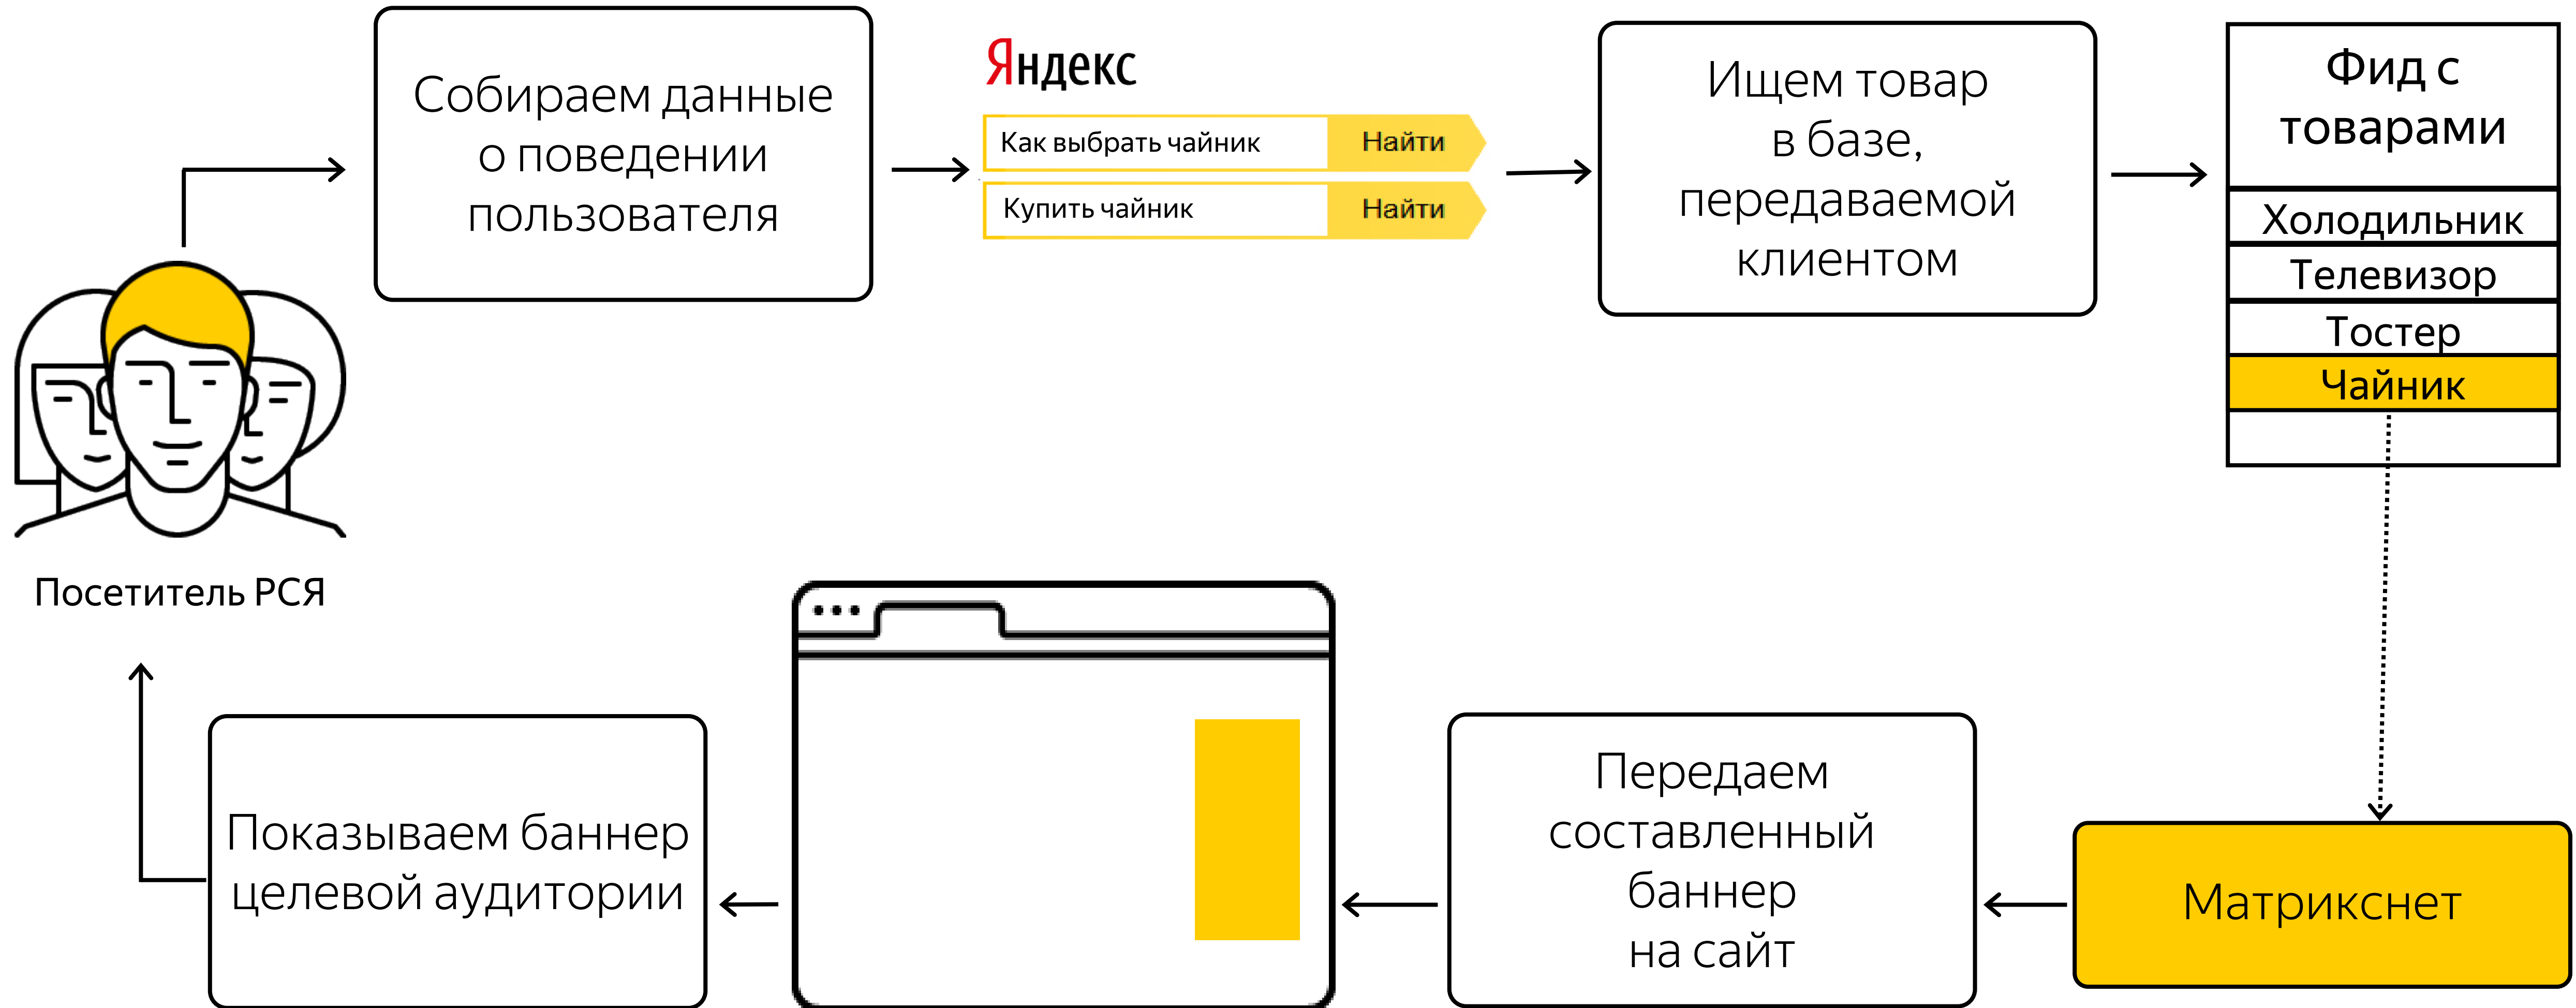 Собираем данные
о поведении
пользователя
Яндекс
Как выбрать чайник Найти
Купить чайник Найти
Ищем товар
в базе,
передаваемой
клиентом
Фид с
товарами
Холодильник
Телевизор
Тостер
Чайник
Посетитель РСЯ
Показываем баннер
целевой аудитории
Передаем
составленный
баннер
на сайт
Матрикснет